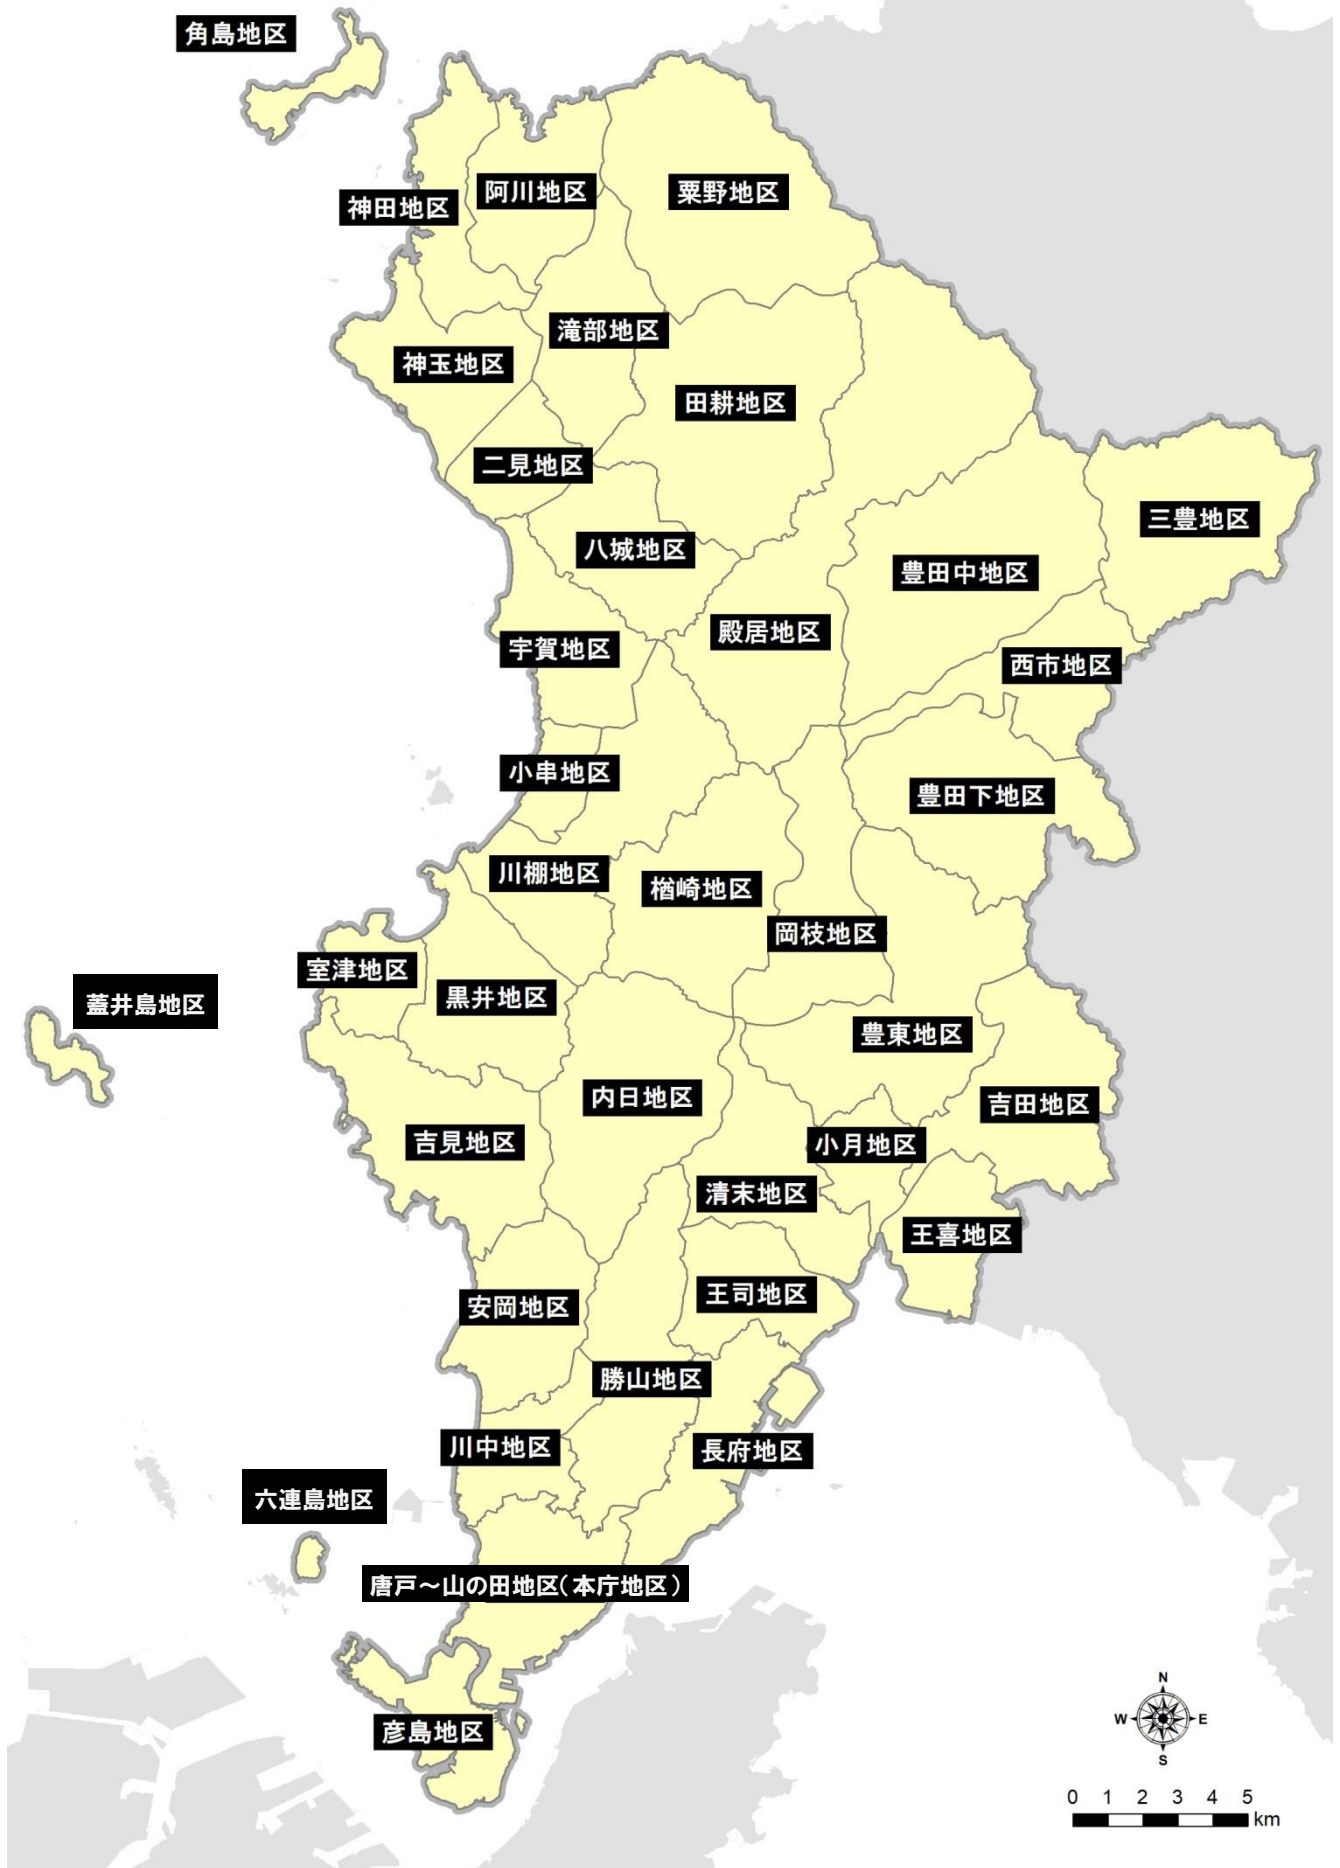 角島地区
阿川地区
粟野地区
神田地区
滝部地区
神玉地区
田耕地区
二見地区
三豊地区
八城地区
豊田中地区
殿居地区
宇賀地区
西市地区
小串地区
豊田下地区
川棚地区
楢崎地区
岡枝地区
室津地区
黒井地区
蓋井島地区
豊東地区
内日地区
吉田地区
吉見地区
小月地区
清末地区
王喜地区
王司地区
安岡地区
勝山地区
川中地区
長府地区
六連島地区
唐戸～山の田地区(本庁地区)
彦島地区
N
W E
S
0 1 2 3 4 5
km